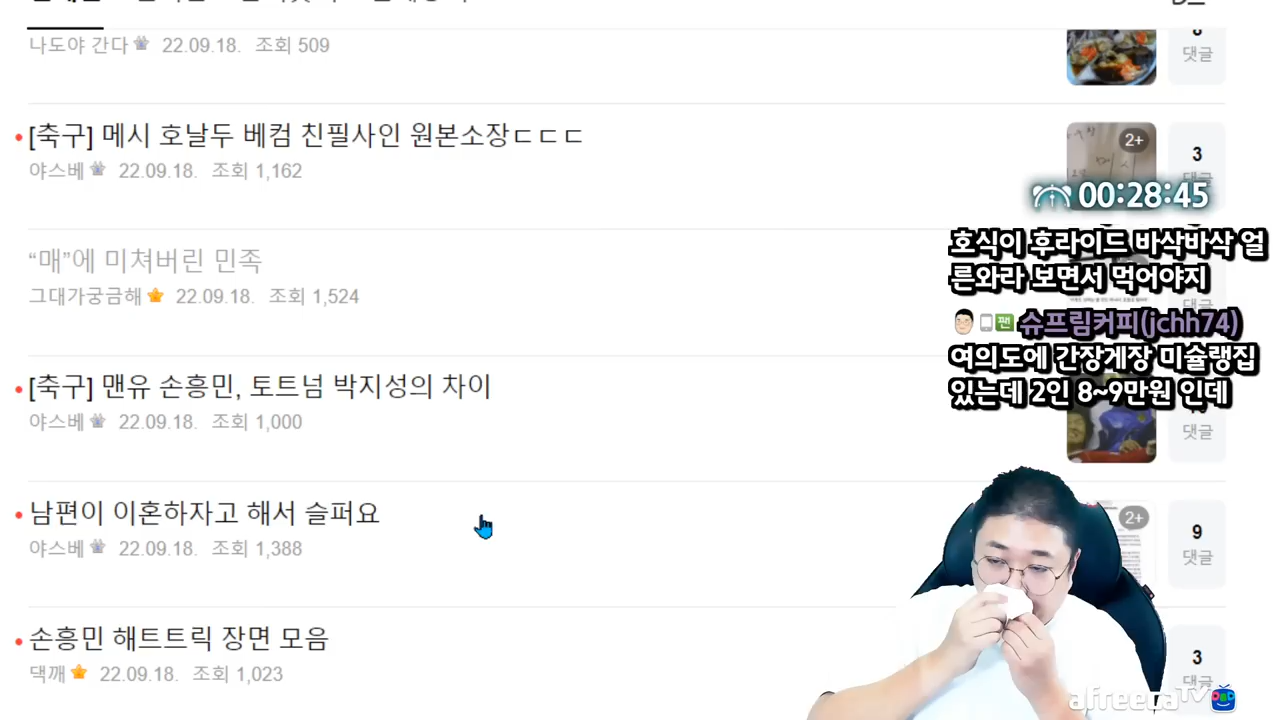 나도야 간다 22.09.18. 조회 509
댓글
[축구] 메시 호날두 베컴 친필사인 원본소장ㄷㄷㄷ
야스베 22.09.18. 조회 1,162
2+
3
댓글
00:28:45
호식이 후라이드 바삭바삭 얼
른와라 보면서 먹어야지
“매”에 미쳐버린 민족
그대가궁금해 22.09.18. 조회 1,524
댓글
팬 슈프림커피(jchh74)
여의도에 간장게장 미슐랭집
있는데 2인 8~9만원 인데
[축구] 맨유 손흥민, 토트넘 박지성의 차이
야스베 22.09.18. 조회 1,000
댓글
남편이 이혼하자고 해서 슬퍼요
야스베 22.09.18. 조회 1,388
2+
9
댓글
손흥민 해트트릭 장면 모음
댁깨 22.09.18. 조회 1,023
3
댓글
afreecaTV